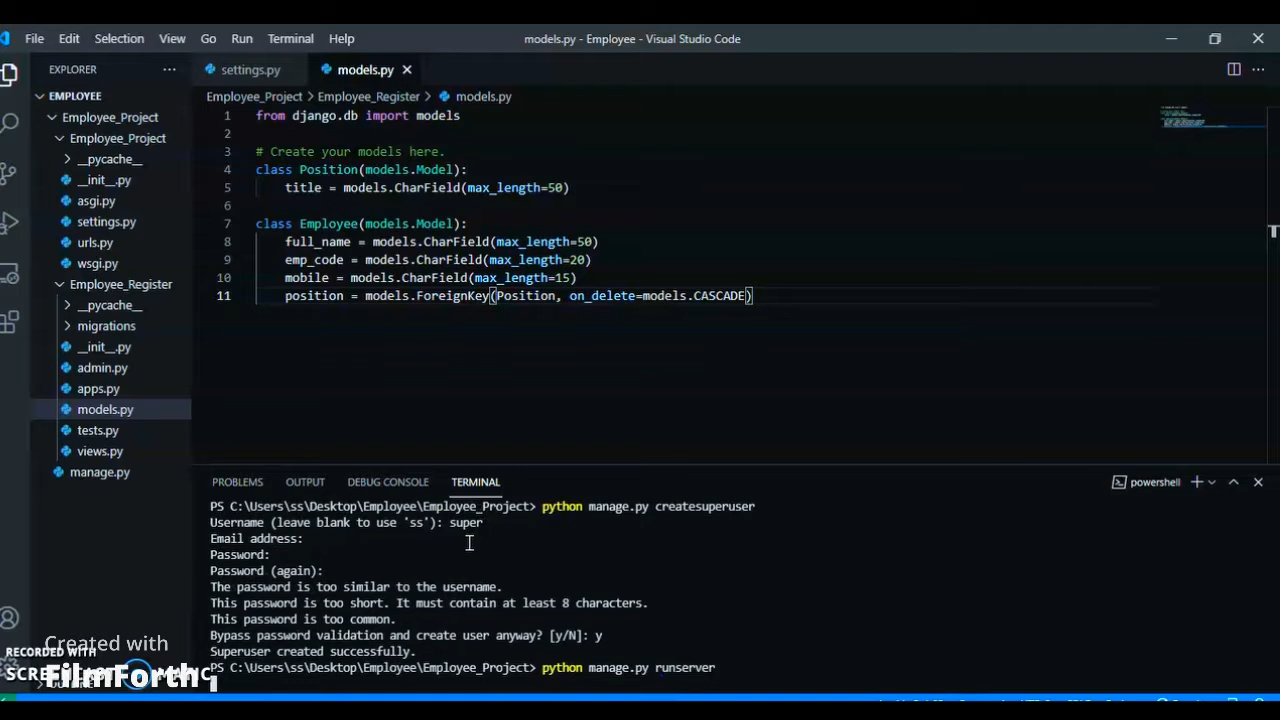 File Edit Selection View Go Run Terminal Help models.py - Employee - Visual Studio Code
EXPLORER
settings.py
models.py
EMPLOYEE
Employee_Project
Employee_Project
__pycache__
__init__.py
asgi.py
settings.py
urls.py
wsgi.py
Employee_Register
__pycache__
migrations
__init__.py
admin.py
apps.py
models.py
tests.py
views.py
manage.py
Employee_Project > Employee_Register > models.py
1 from django.db import models
2
3 # Create your models here.
4 class Position(models.Model):
5 title = models.CharField(max_length=50)
6
7 class Employee(models.Model):
8 full_name = models.CharField(max_length=50)
9 emp_code = models.CharField(max_length=20)
10 mobile = models.CharField(max_length=15)
11 position = models.ForeignKey(Position, on_delete=models.CASCADE)
PROBLEMS OUTPUT DEBUG CONSOLE TERMINAL powershell
PS C:\Users\ss\Desktop\Employee\Employee_Project> python manage.py createsuperuser
Username (leave blank to use 'ss'): super
Email address:
Password:
Password (again):
The password is too similar to the username.
This password is too short. It must contain at least 8 characters.
This password is too common.
Bypass password validation and create user anyway? [y/N]: y
Superuser created successfully.
PS C:\Users\ss\Desktop\Employee\Employee_Project> python manage.py runserver
Created with
RECORDED WITH
FilmForth